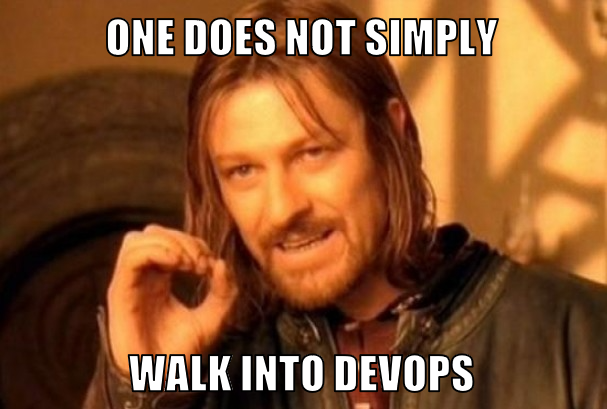 ONE DOES NOT SIMPLY
WALK INTO DEVOPS